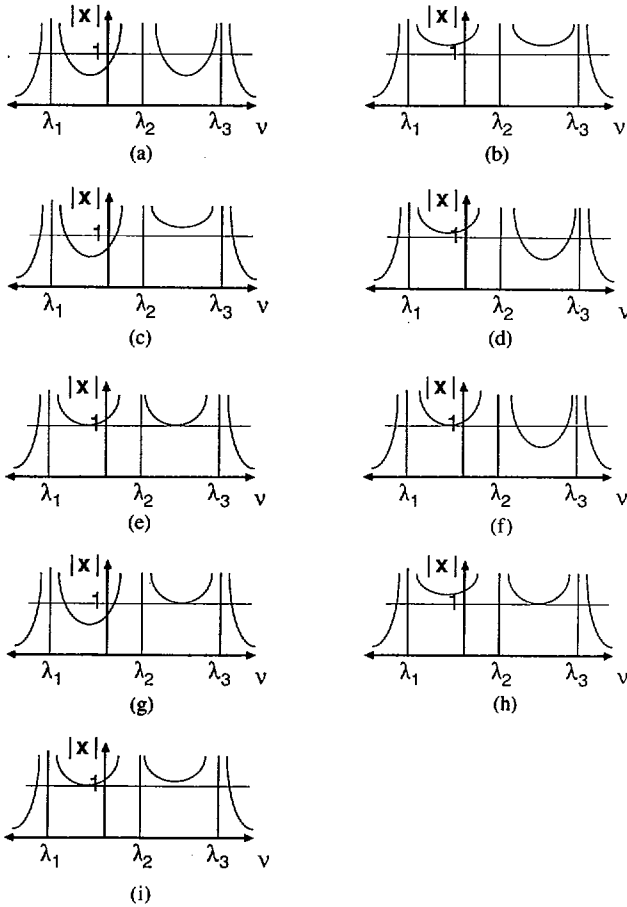 |x| |x|
1 1
λ1 λ2 λ3 ν λ1 λ2 λ3 ν
(a) (b)
|x| |x|
1 1
λ1 λ2 λ3 ν λ1 λ2 λ3 ν
(c) (d)
|x| |x|
1 1
λ1 λ2 λ3 ν λ1 λ2 λ3 ν
(e) (f)
|x| |x|
1 1
λ1 λ2 λ3 ν λ1 λ2 λ3 ν
(g) (h)
|x|
1
λ1 λ2 λ3 ν
(i)